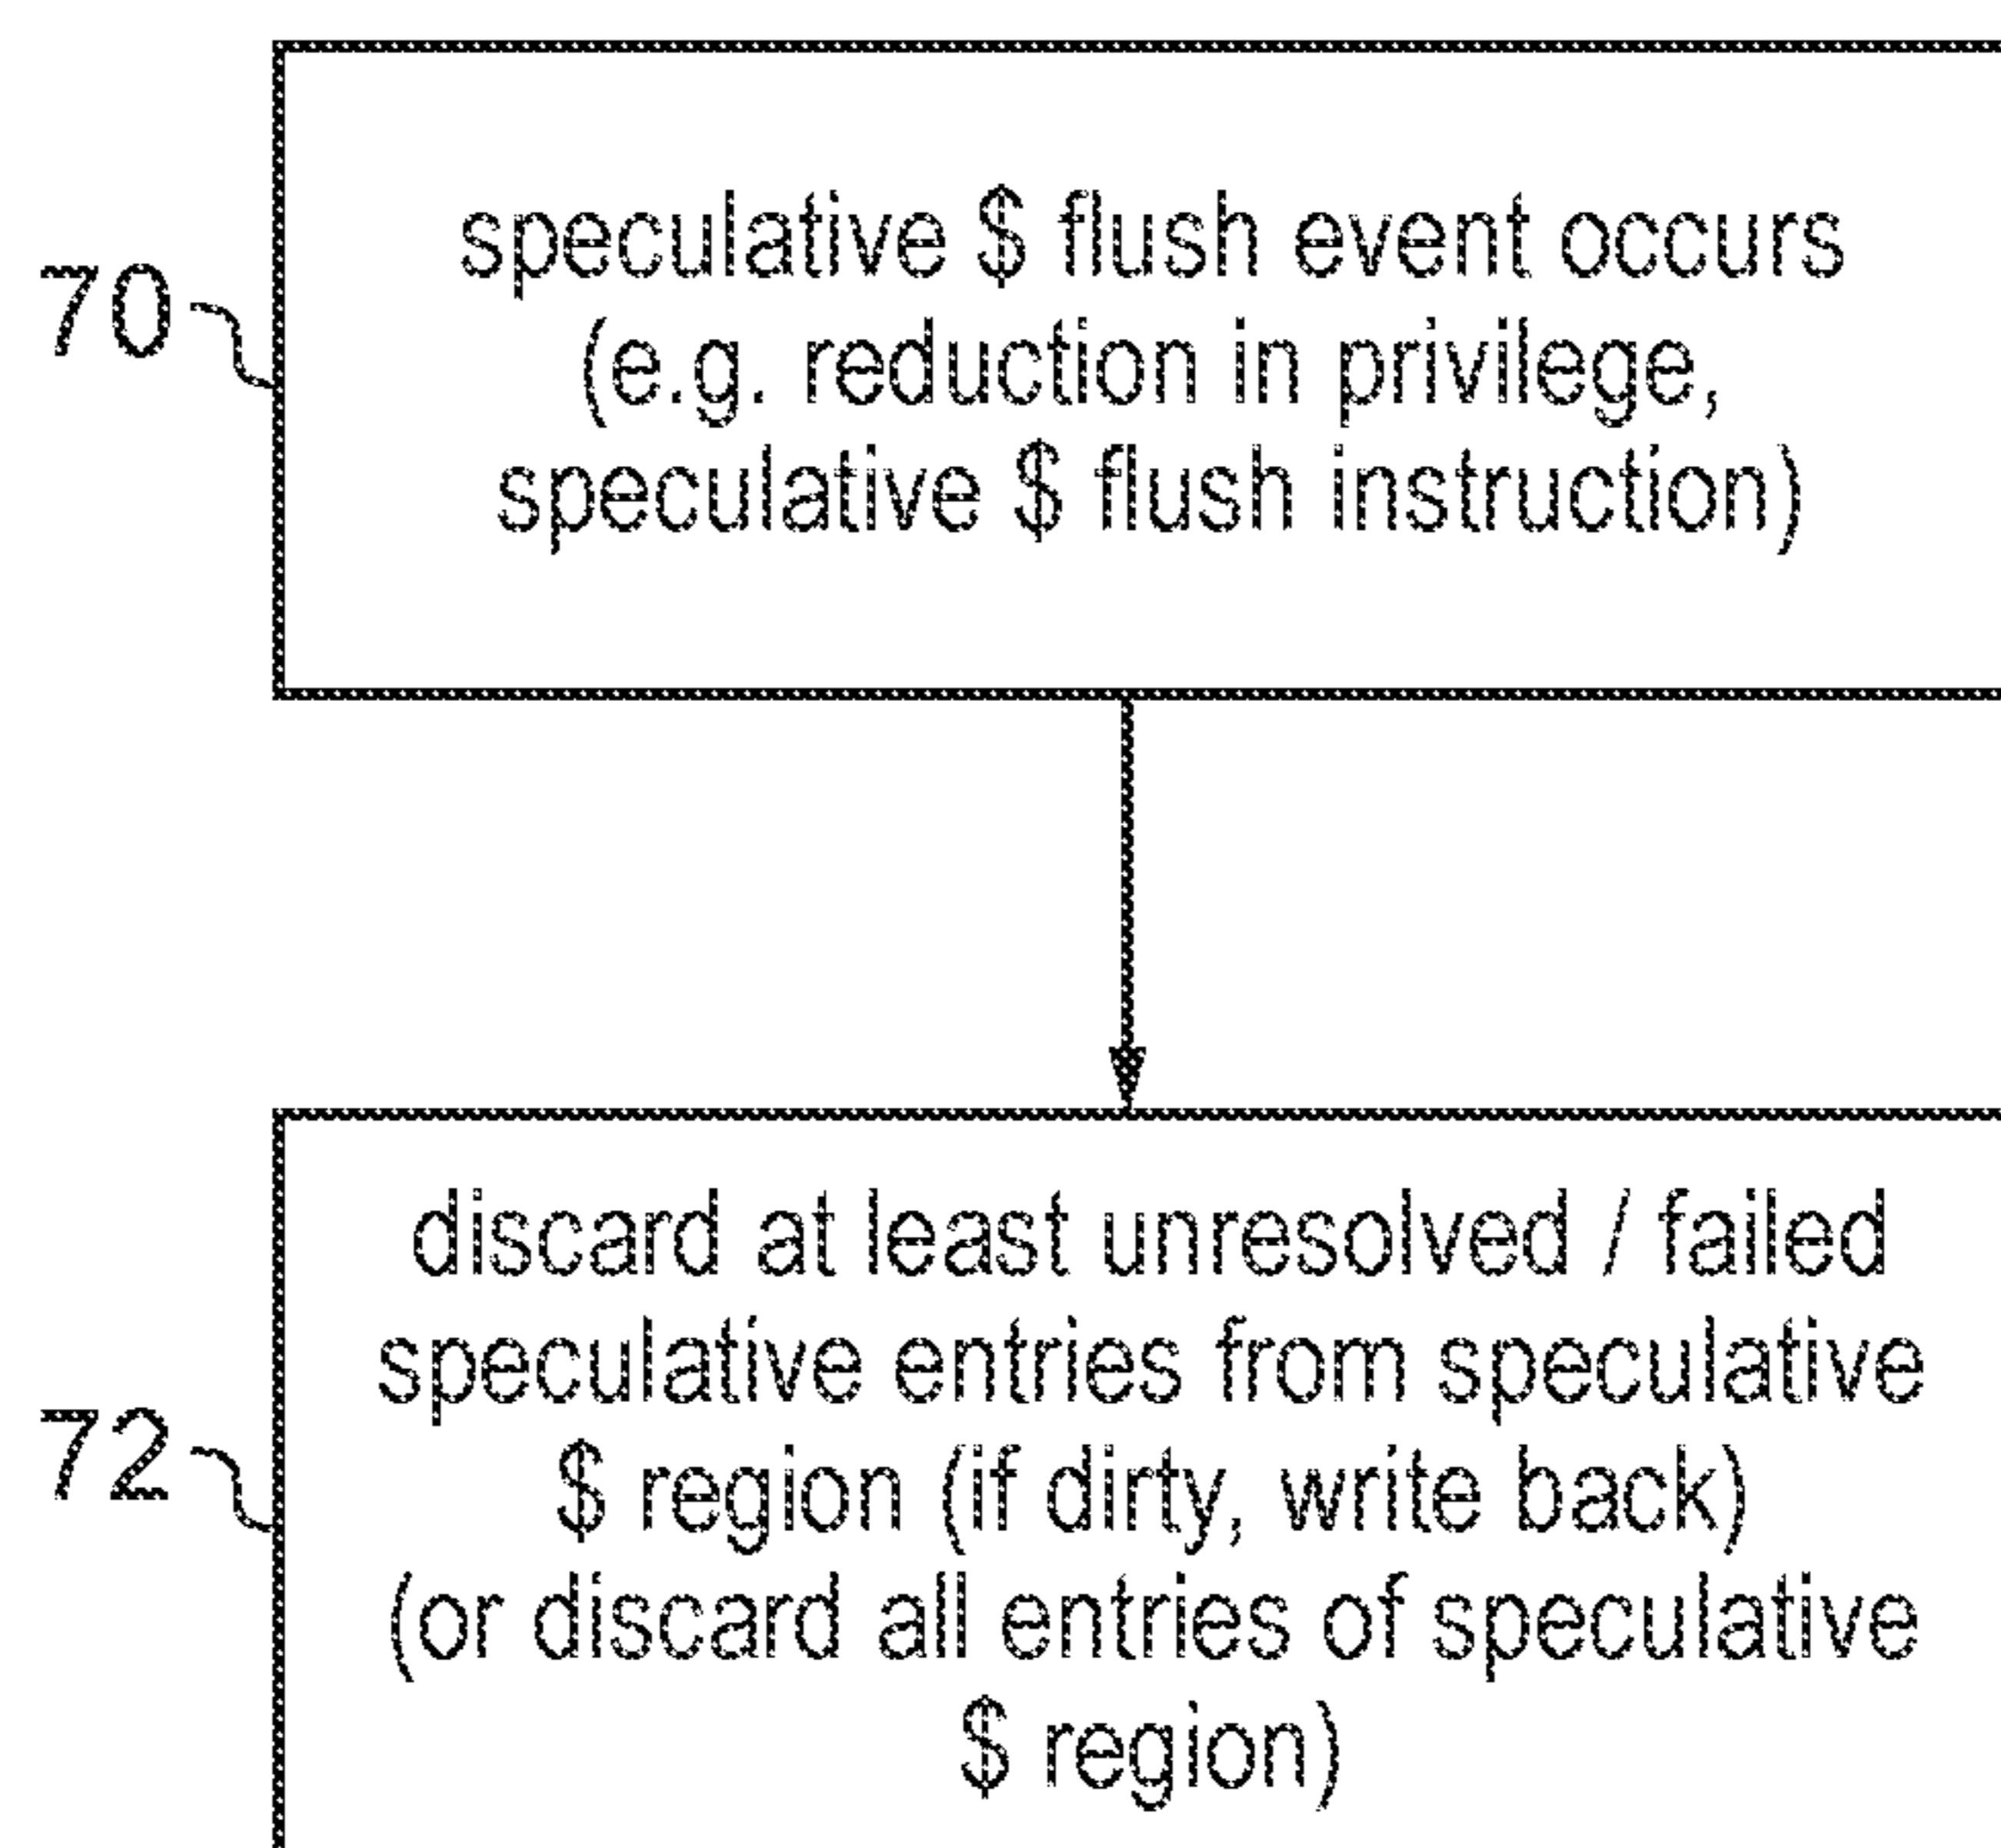 70
speculative $ flush event occurs
(e.g. reduction in privilege,
speculative $ flush instruction)
72
discard at least unresolved / failed
speculative entries from speculative
$ region (if dirty, write back)
(or discard all entries of speculative
$ region)